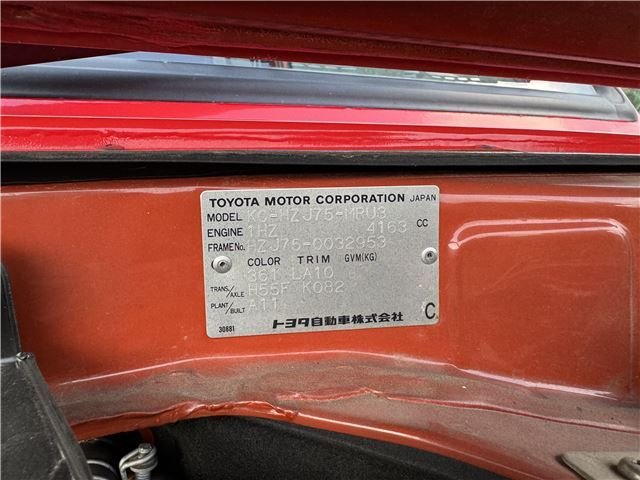 TOYOTA MOTOR CORPORATION JAPAN
MODEL KC-HZJ75-MRU3
ENGINE 1HZ 4163 CC
FRAME No. HZJ75-0032953
COLOR TRIM GVM(KG)
361 LA10
TRANS./AXLE H55F K082
PLANT/BUILT A11
30881 トヨタ自動車株式会社 C